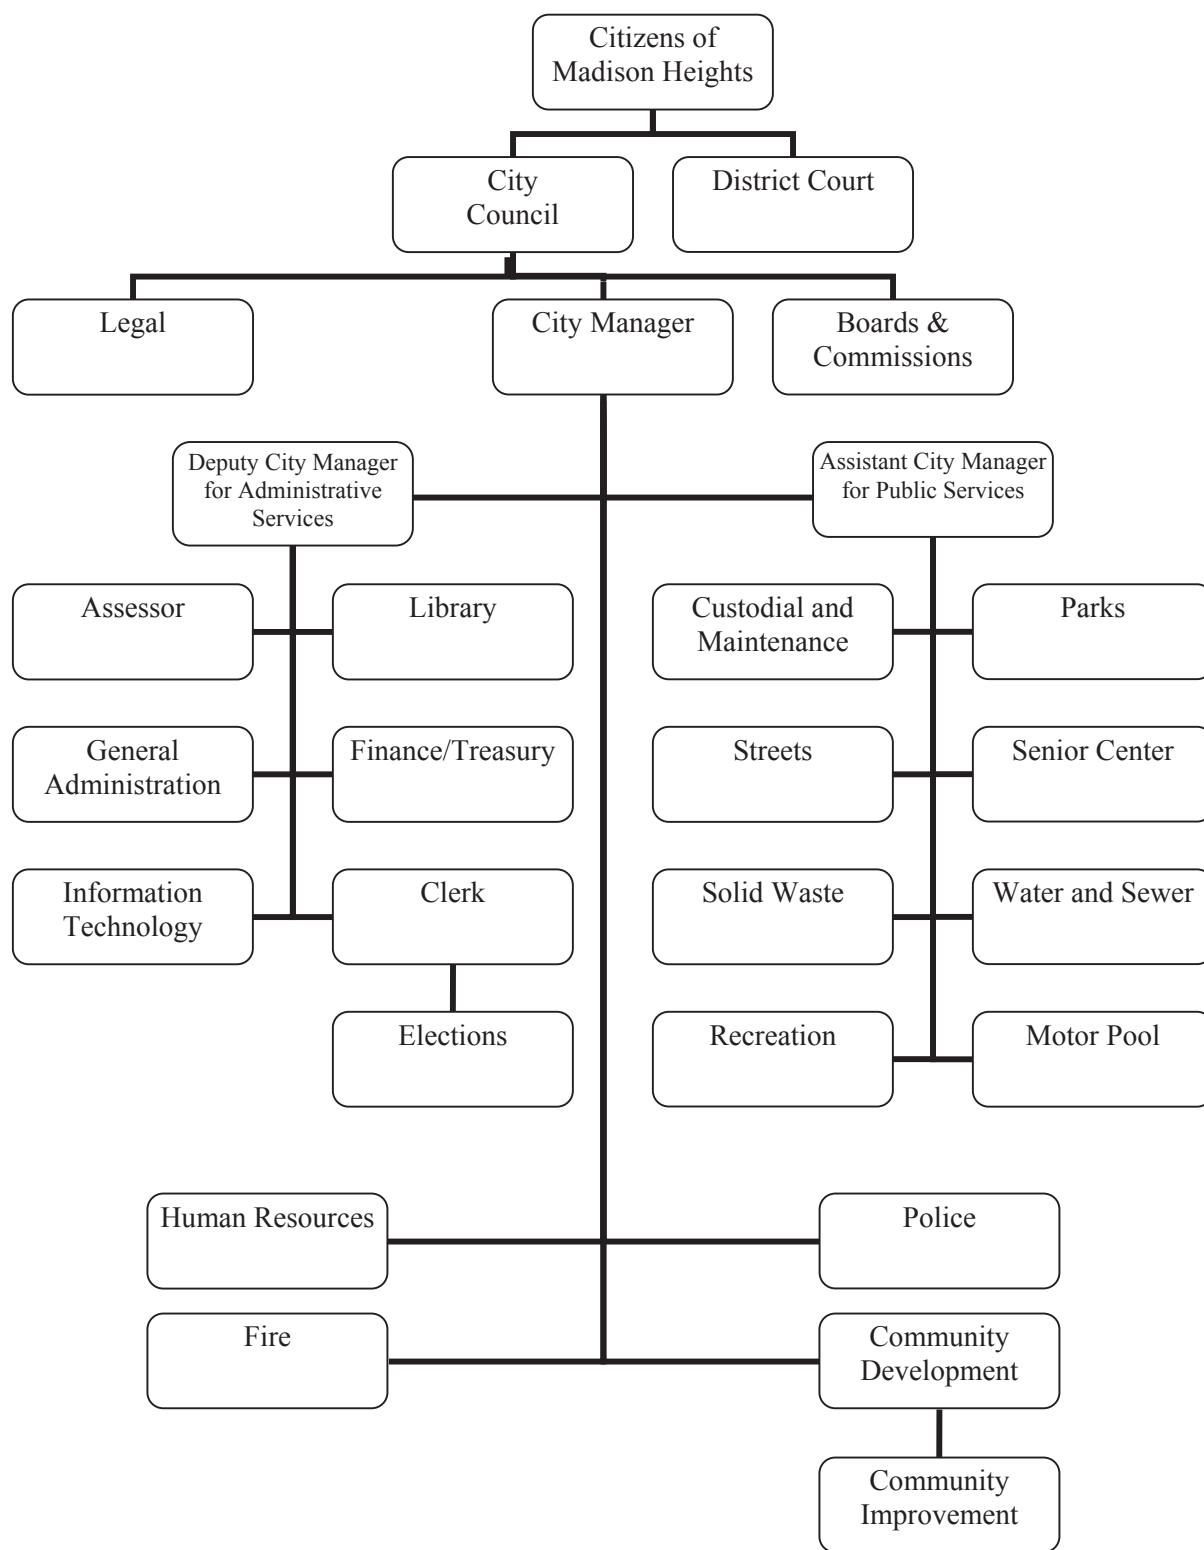 Citizens of
Madison Heights
City
Council
District Court
Legal
City Manager
Boards &
Commissions
Deputy City Manager
for Administrative
Services
Assistant City Manager
for Public Services
Assessor
Library
Custodial and
Maintenance
Parks
General
Administration
Finance/Treasury
Streets
Senior Center
Information
Technology
Clerk
Solid Waste
Water and Sewer
Elections
Recreation
Motor Pool
Human Resources
Police
Fire
Community
Development
Community
Improvement